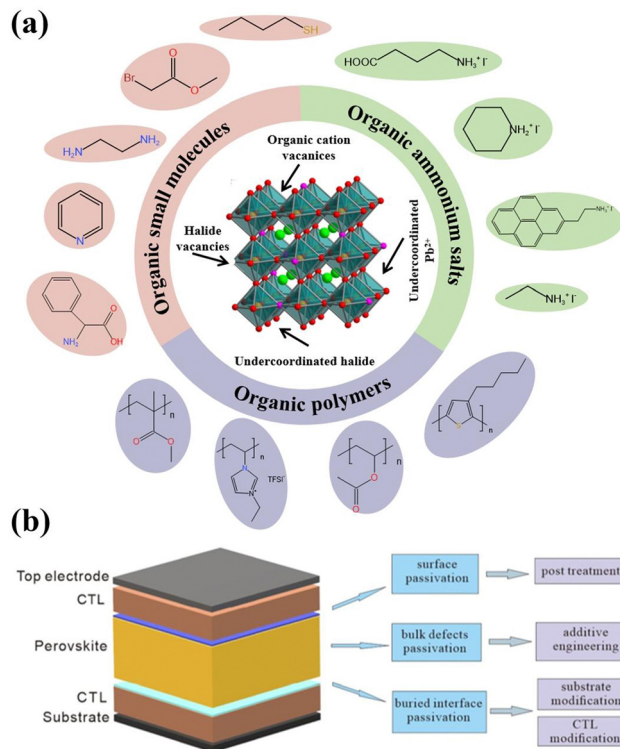 (a)
SH
Br
O
O
H₂N
NH₂
N
NH₂
O
OH
HOOC
NH₃⁺ I⁻
NH₂⁺ I⁻
NH₃⁺ I⁻
NH₃⁺ I⁻
Organic small molecules
Organic ammonium salts
Organic polymers
Organic cation
vacanices
Halide
vacancies
Undercoordinated
Pb²⁺
Undercoordinated halide
n
O
O
n
N
N⁺
TFSI⁻
n
O
O
S
n
(b)
Top electrode
CTL
Perovskite
CTL
Substrate
surface
passivation
post treatment
bulk defects
passivation
additive
engineering
buried interface
passivation
substrate
modification
CTL
modification